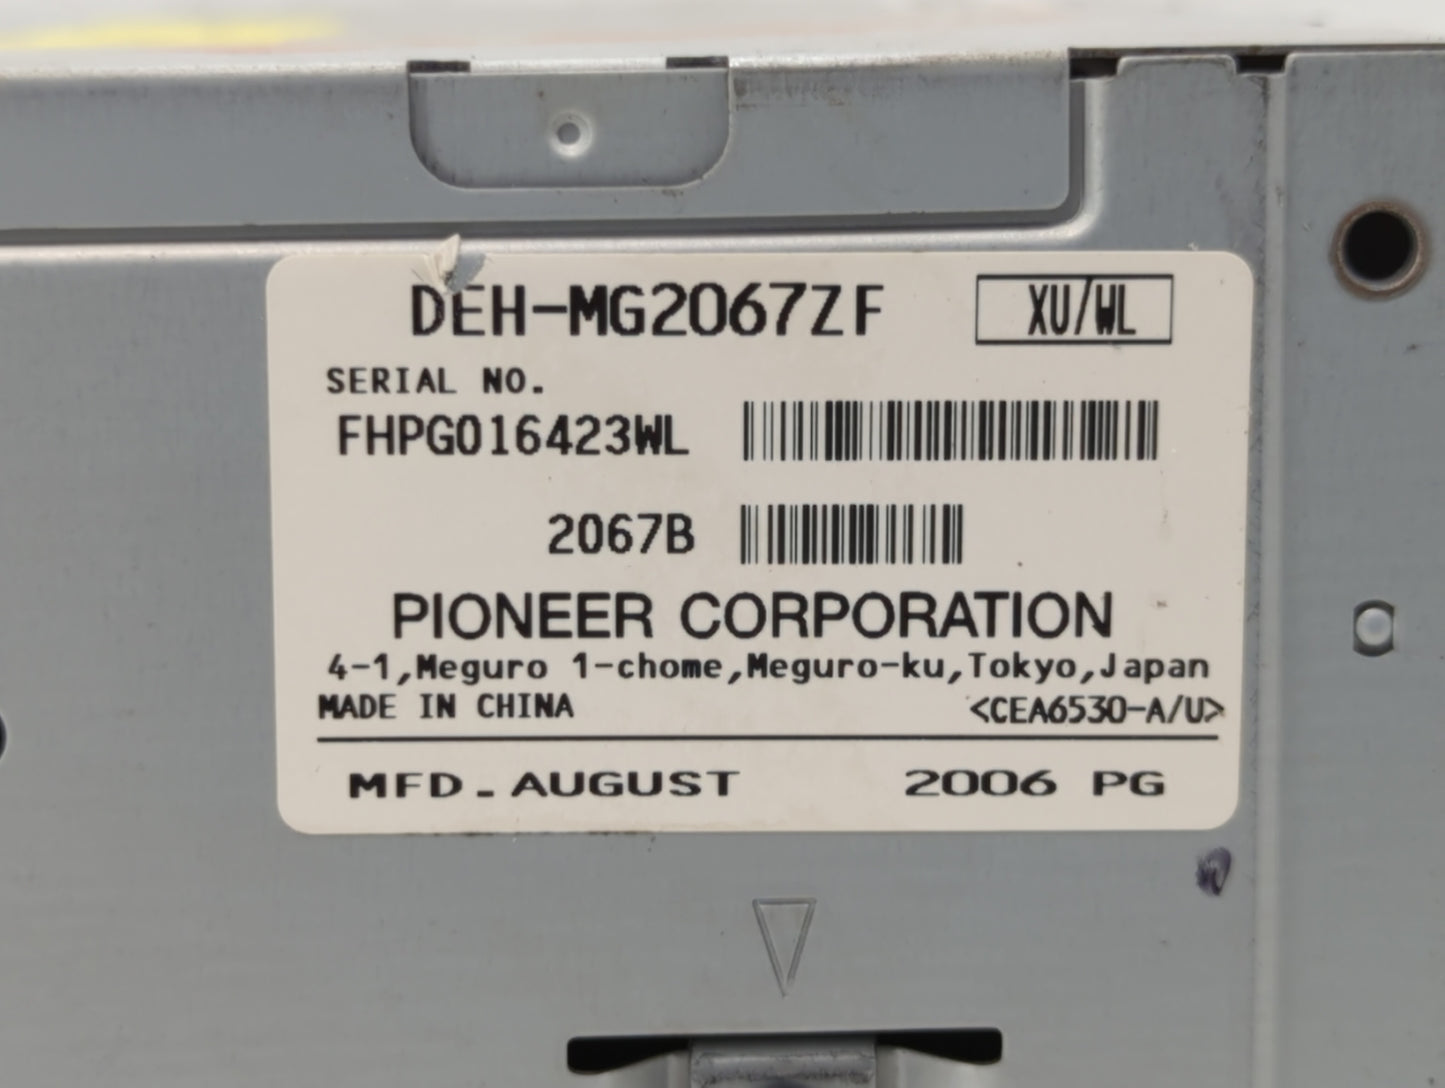 DEH-MG2067ZF XU/WL
SERIAL NO.
FHPG016423WL
2067B
PIONEER CORPORATION
4-1,Meguro 1-chome,Meguro-ku,Tokyo,Japan
MADE IN CHINA <CEA6530-A/U>
MFD. AUGUST 2006 PG